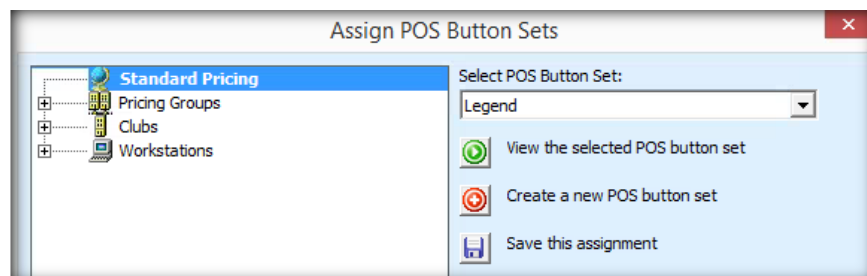 Assign POS Button Sets
Standard Pricing
Pricing Groups
Clubs
Workstations
Select POS Button Set:
Legend
View the selected POS button set
Create a new POS button set
Save this assignment